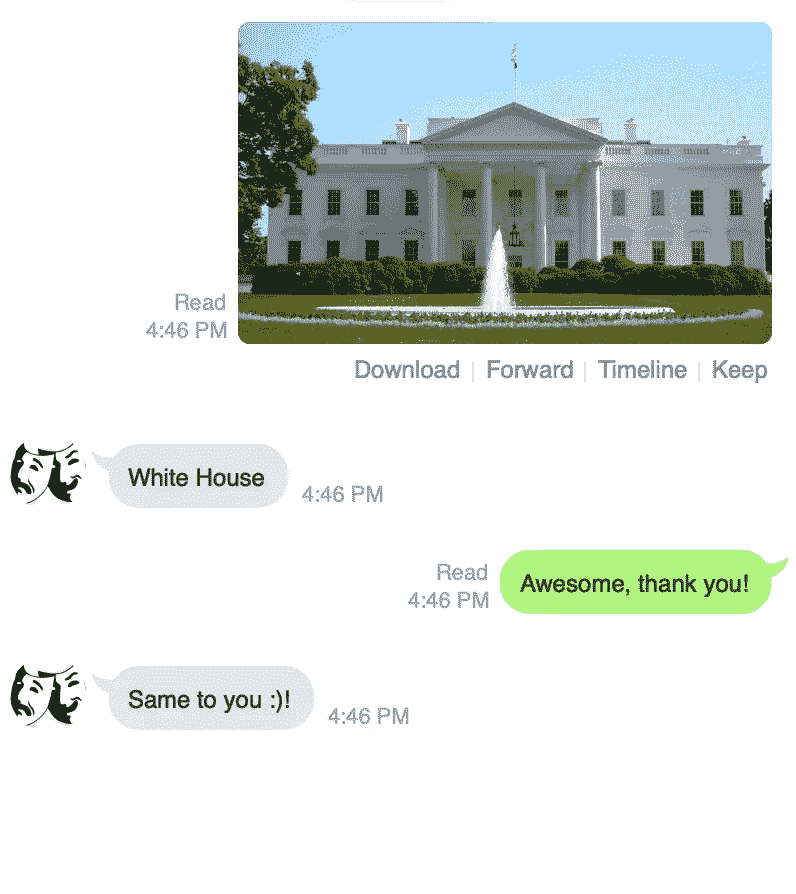 Read
4:46 PM
Download | Forward | Timeline | Keep
White House
4:46 PM
Read
4:46 PM
Awesome, thank you!
Same to you :)!
4:46 PM